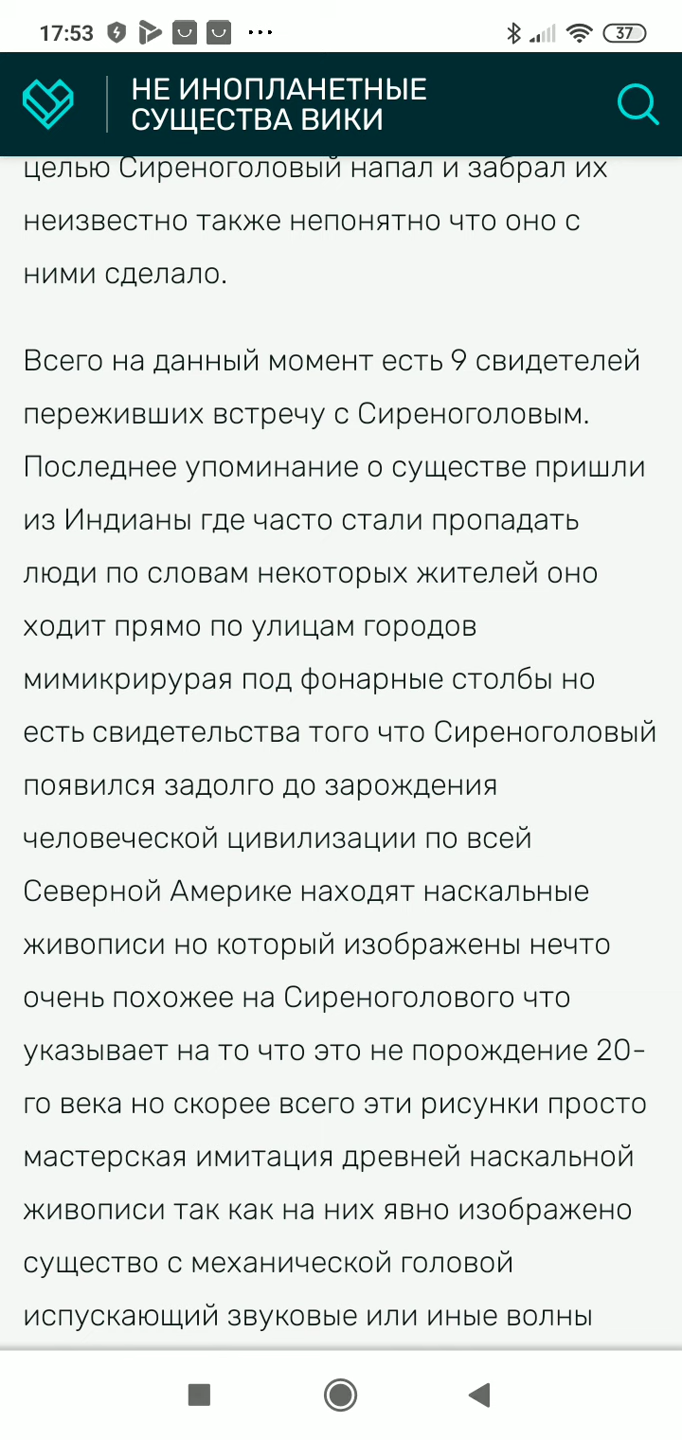 17:53
37
НЕ ИНОПЛАНЕТНЫЕ
СУЩЕСТВА ВИКИ
целью Сиреноголовый напал и забрал их
неизвестно также непонятно что оно с
ними сделало.
Всего на данный момент есть 9 свидетелей
переживших встречу с Сиреноголовым.
Последнее упоминание о существе пришли
из Индианы где часто стали пропадать
люди по словам некоторых жителей оно
ходит прямо по улицам городов
мимикрирурая под фонарные столбы но
есть свидетельства того что Сиреноголовый
появился задолго до зарождения
человеческой цивилизации по всей
Северной Америке находят наскальные
живописи но который изображены нечто
очень похожее на Сиреноголового что
указывает на то что это не порождение 20-
го века но скорее всего эти рисунки просто
мастерская имитация древней наскальной
живописи так как на них явно изображено
существо с механической головой
испускающий звуковые или иные волны